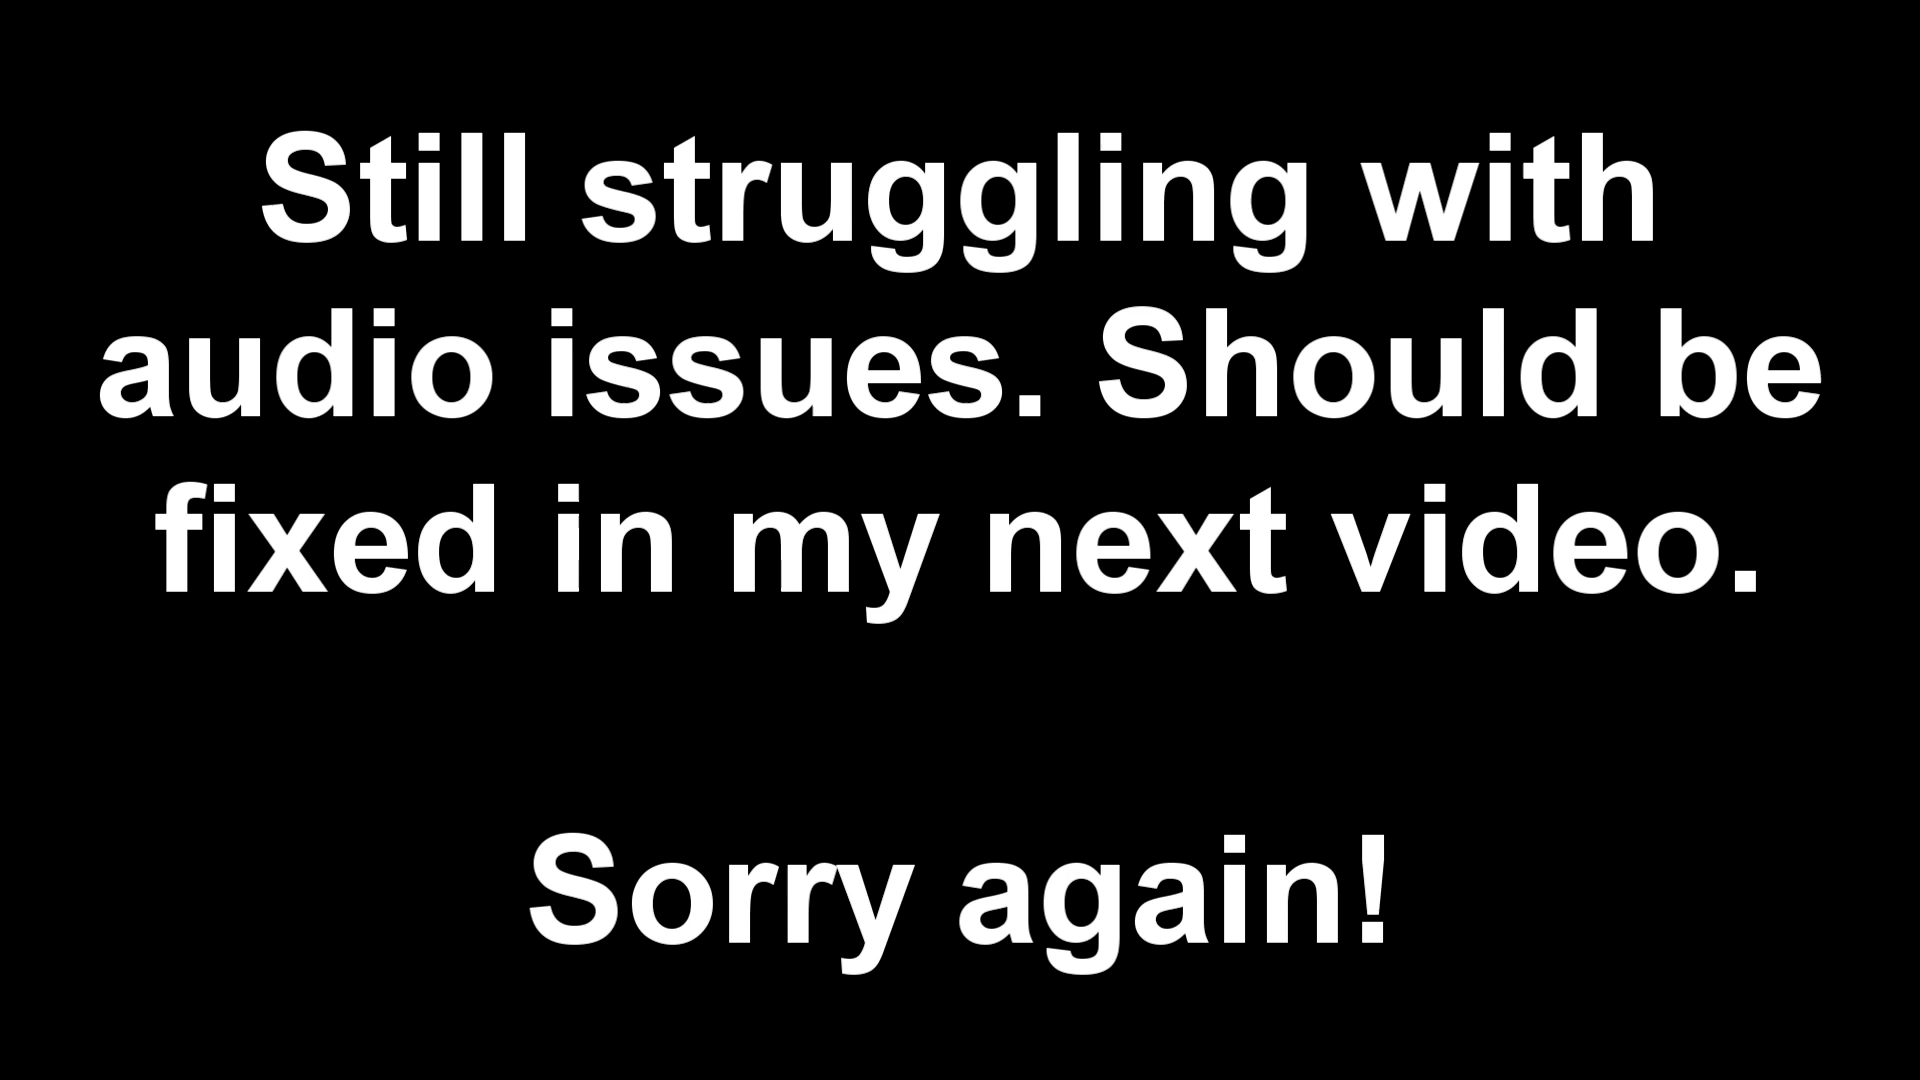 Still struggling with
audio issues. Should be
fixed in my next video.
Sorry again!